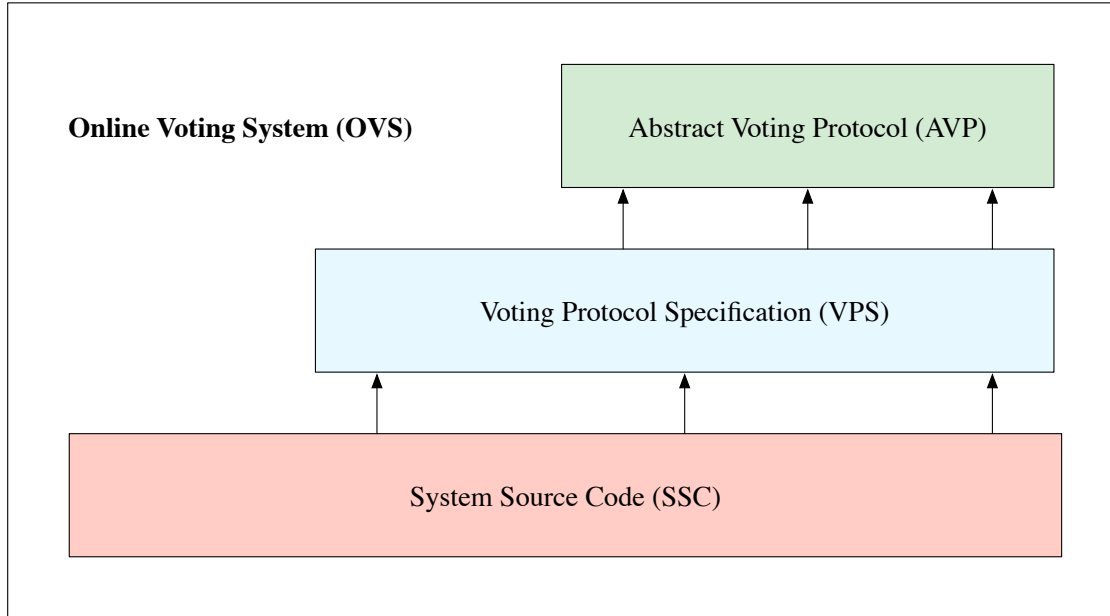 Online Voting System (OVS)
Abstract Voting Protocol (AVP)
Voting Protocol Specification (VPS)
System Source Code (SSC)